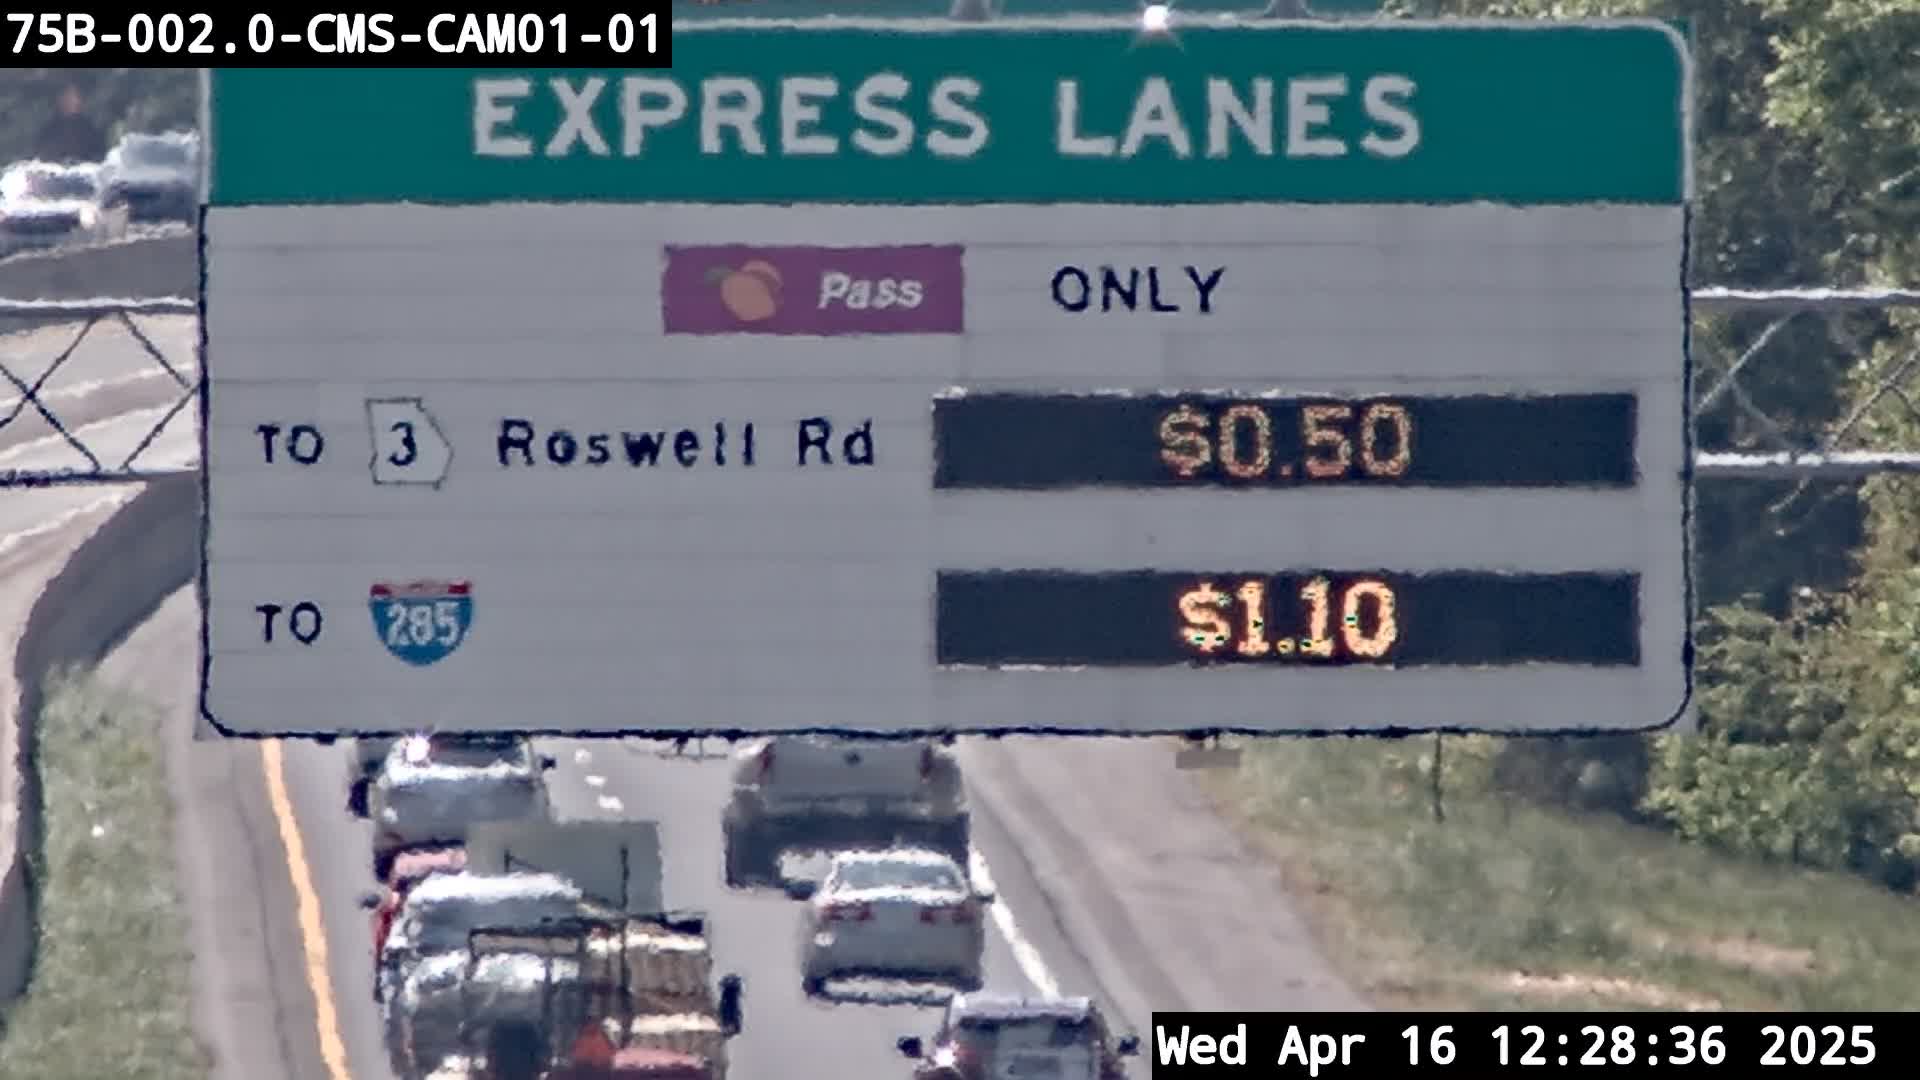 75B-002.0-CMS-CAM01-01
EXPRESS LANES
Pass ONLY
TO 3 Roswell Rd $0.50
TO 285 $1.10
Wed Apr 16 12:28:36 2025